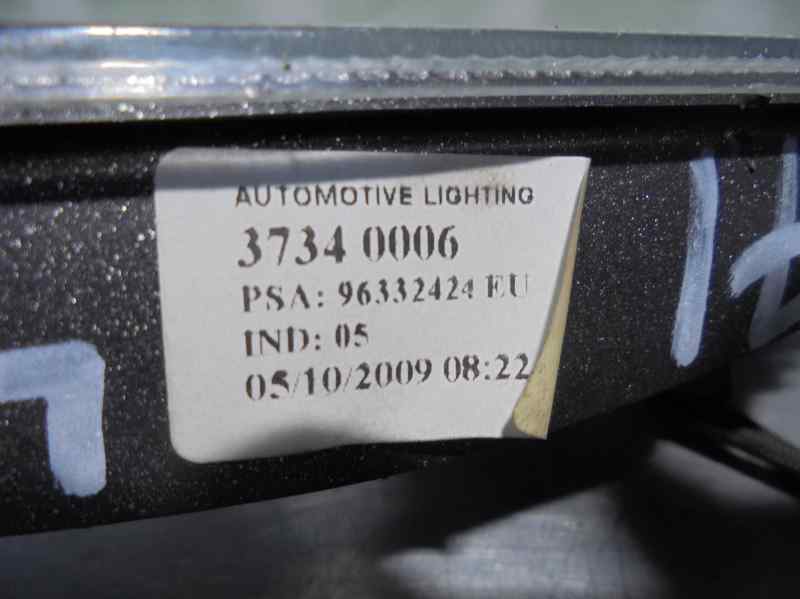 AUTOMOTIVE LIGHTING
3734 0006
PSA: 96332424 EU
IND: 05
05/10/2009 08:22